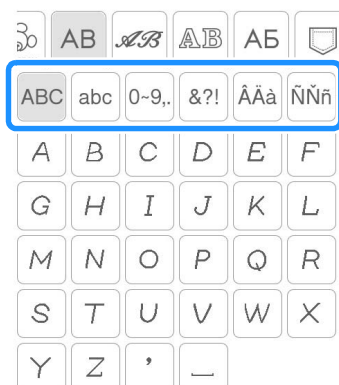 AB AB AB АБ
ABC abc 0~9,. &?! ÂÄà ÑŇñ
A B C D E F
G H I J K L
M N O P Q R
S T U V W X
Y Z ’ _